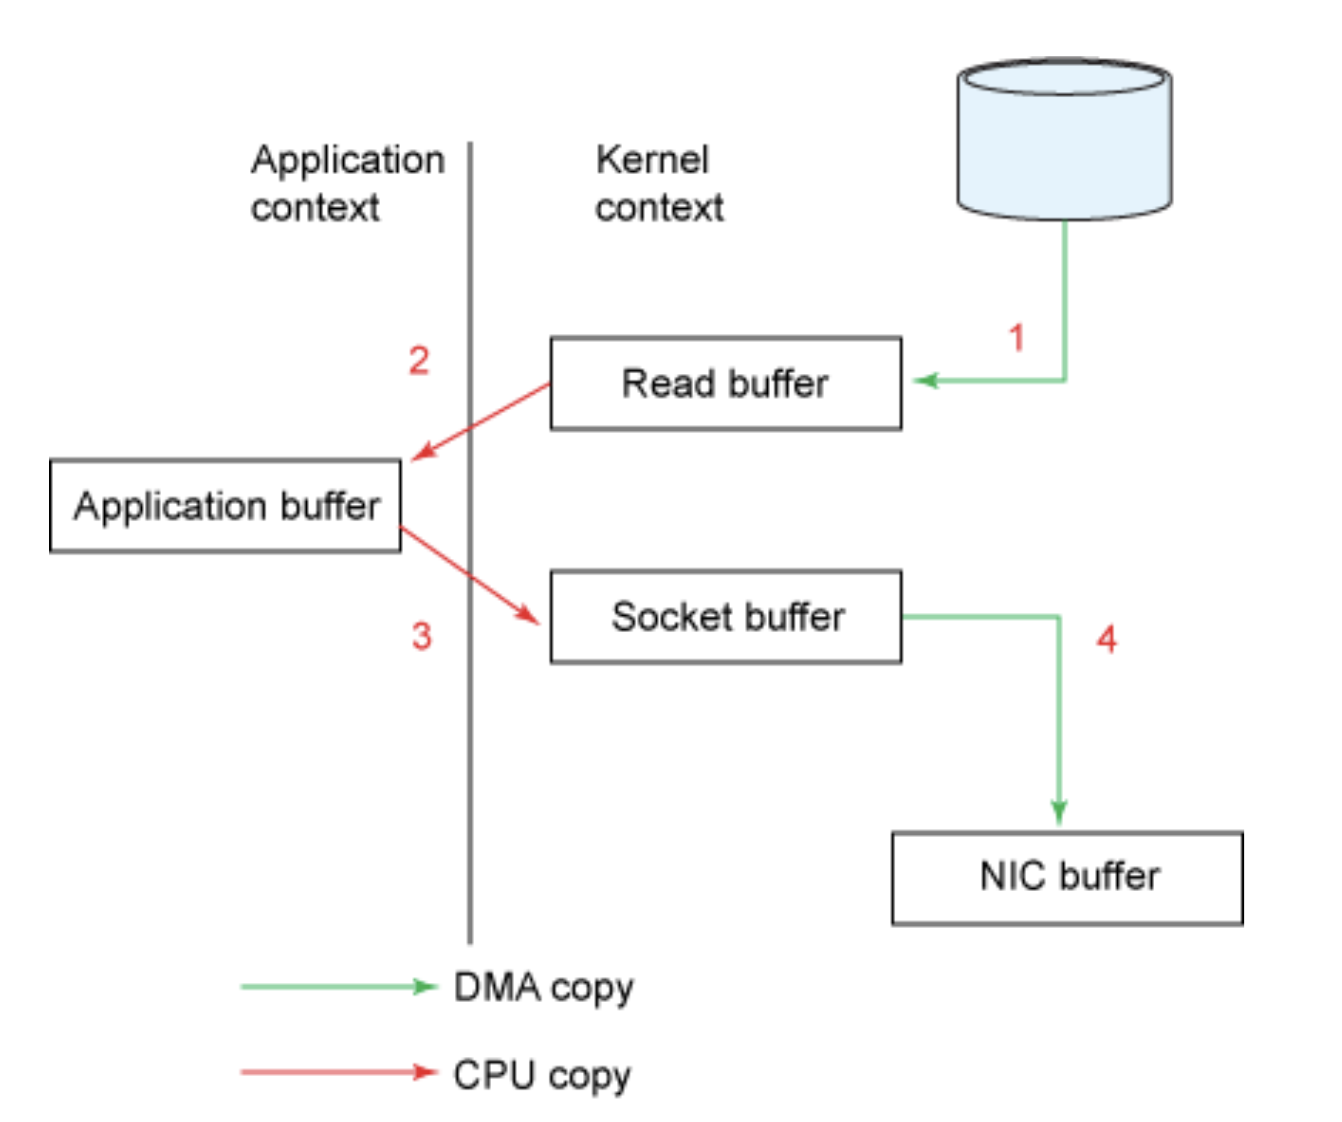 Application
context
Kernel
context
1
2
Read buffer
Application buffer
Socket buffer
3
4
NIC buffer
DMA copy
CPU copy